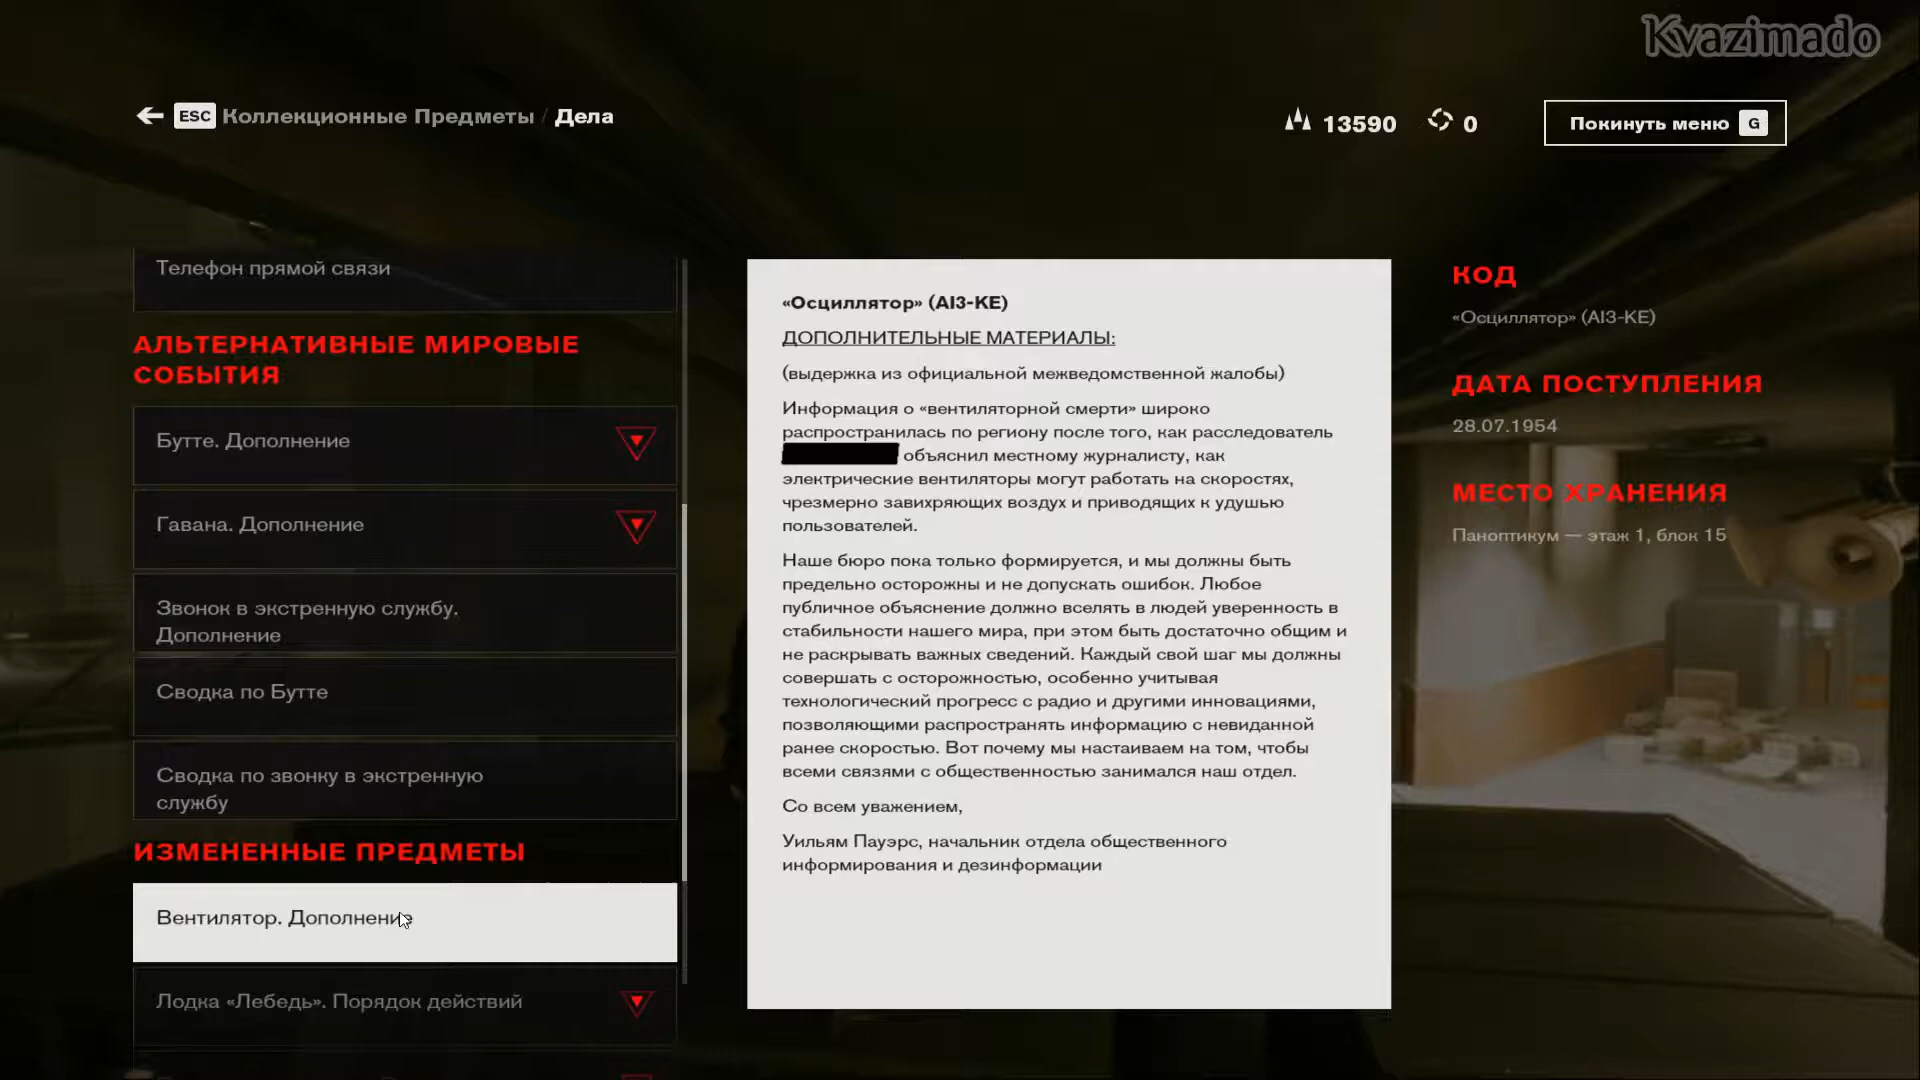 Kvazimado
ESC Коллекционные Предметы / Дела
13590 0
Покинуть меню G
Телефон прямой связи
АЛЬТЕРНАТИВНЫЕ МИРОВЫЕ
СОБЫТИЯ
Бутте. Дополнение
Гавана. Дополнение
Звонок в экстренную службу.
Дополнение
Сводка по Бутте
Сводка по звонку в экстренную
службу
ИЗМЕНЕННЫЕ ПРЕДМЕТЫ
Вентилятор. Дополнение
Лодка «Лебедь». Порядок действий
«Осциллятор» (AI3-KE)
ДОПОЛНИТЕЛЬНЫЕ МАТЕРИАЛЫ:
(выдержка из официальной межведомственной жалобы)
Информация о «вентиляторной смерти» широко
распространилась по региону после того, как расследователь
объяснил местному журналисту, как
электрические вентиляторы могут работать на скоростях,
чрезмерно завихряющих воздух и приводящих к удушью
пользователей.
Наше бюро пока только формируется, и мы должны быть
предельно осторожны и не допускать ошибок. Любое
публичное объяснение должно вселять в людей уверенность в
стабильности нашего мира, при этом быть достаточно общим и
не раскрывать важных сведений. Каждый свой шаг мы должны
совершать с осторожностью, особенно учитывая
технологический прогресс с радио и другими инновациями,
позволяющими распространять информацию с невиданной
ранее скоростью. Вот почему мы настаиваем на том, чтобы
всеми связями с общественностью занимался наш отдел.
Со всем уважением,
Уильям Пауэрс, начальник отдела общественного
информирования и дезинформации
КОД
«Осциллятор» (AI3-KE)
ДАТА ПОСТУПЛЕНИЯ
28.07.1954
МЕСТО ХРАНЕНИЯ
Паноптикум — этаж 1, блок 15